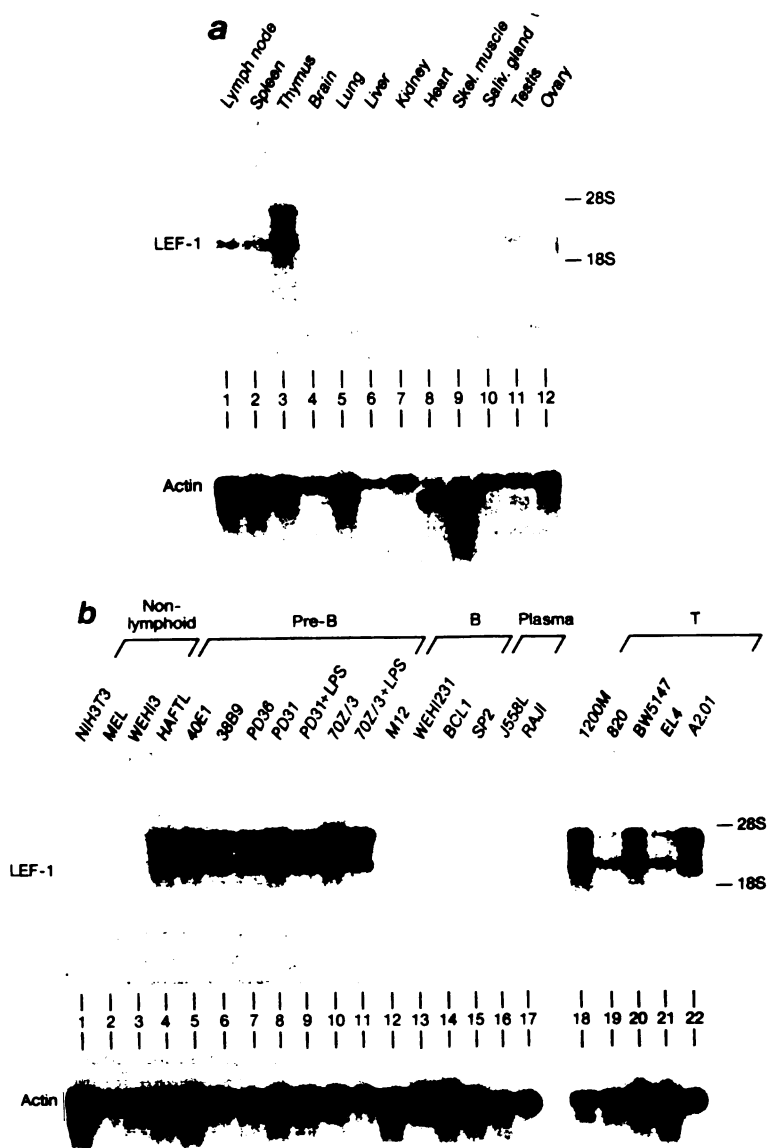 a
Lymph node
Spleen
Thymus
Brain
Lung
Liver
Kidney
Heart
Skel. muscle
Saliv. gland
Testis
Ovary
— 28S
LEF-1
— 18S
1 2 3 4 5 6 7 8 9 10 11 12
Actin
b
Non-
lymphoid
Pre-B
B
Plasma
T
NIH3T3
MEL
WEHI3
HAFTL
40E1
38B9
PD36
PD31
PD31+LPS
70Z//3
70Z//3+LPS
M12
WEHI231
BCL1
SP2
J558L
RAJI
1200M
820
BW5147
EL4
A2.01
— 28S
LEF-1
— 18S
1 2 3 4 5 6 7 8 9 10 11 12 13 14 15 16 17 18 19 20 21 22
Actin